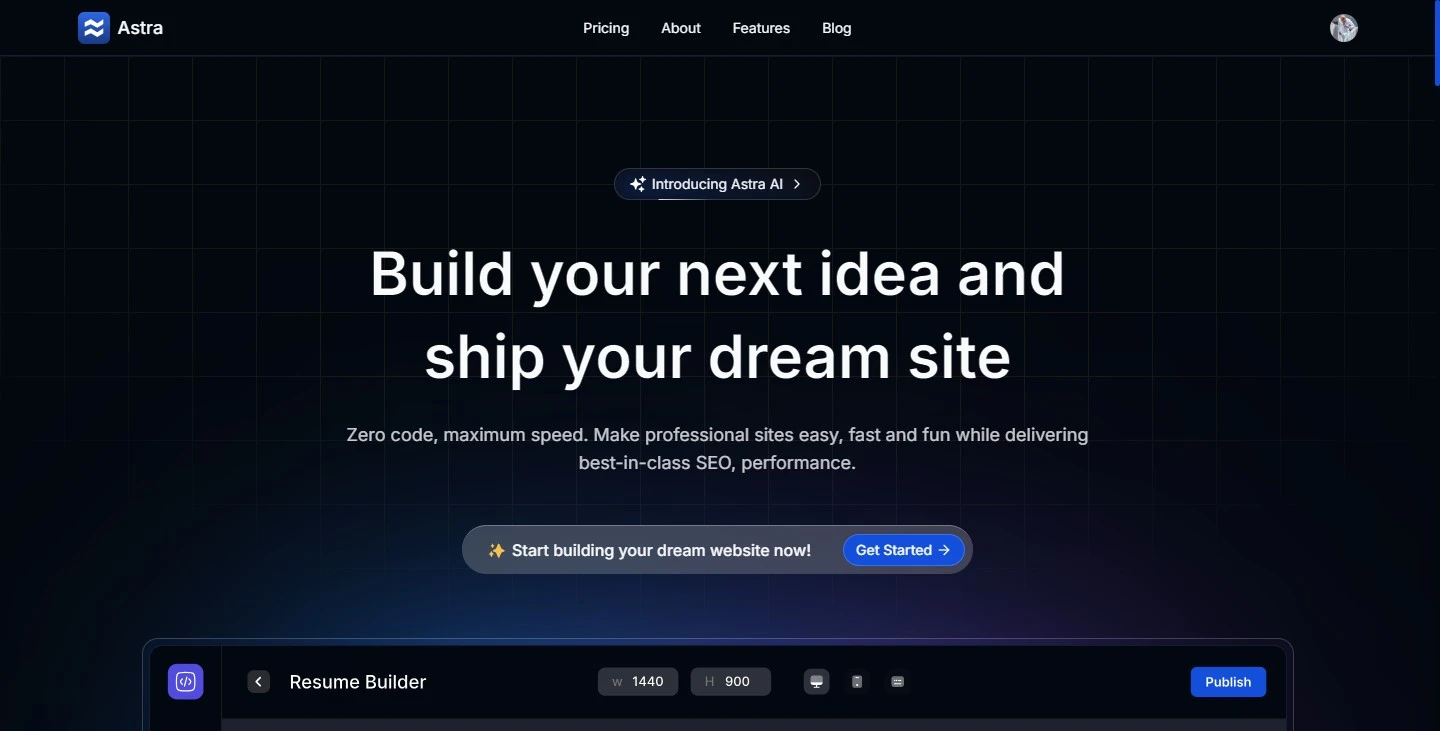 Astra
Pricing
About
Features
Blog
Introducing Astra AI
Build your next idea and
ship your dream site
Zero code, maximum speed. Make professional sites easy, fast and fun while delivering
best-in-class SEO, performance.
✨ Start building your dream website now!
Get Started →
Resume Builder
W 1440
H 900
Publish